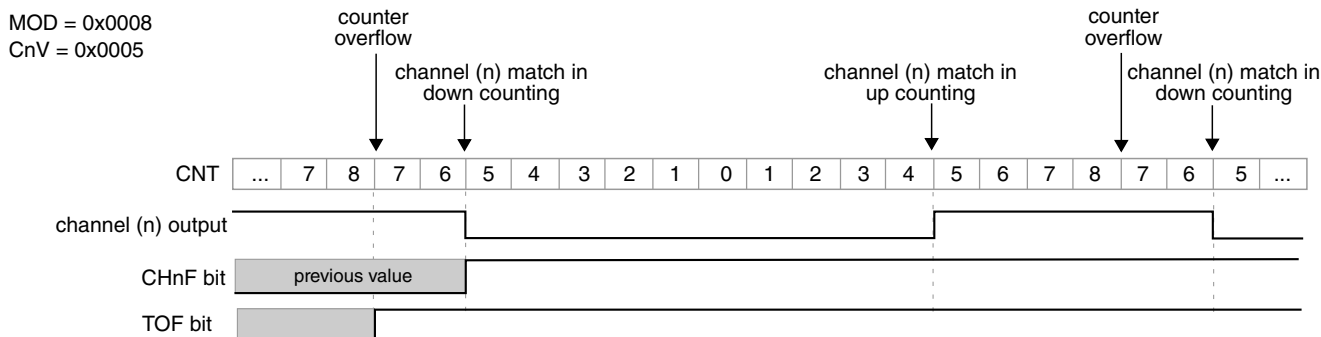 MOD = 0x0008
CnV = 0x0005
counter
overflow
channel (n) match in
down counting
channel (n) match in
up counting
counter
overflow
channel (n) match in
down counting
CNT ... 7 8 7 6 5 4 3 2 1 0 1 2 3 4 5 6 7 8 7 6 5 ...
channel (n) output
CHnF bit previous value
TOF bit